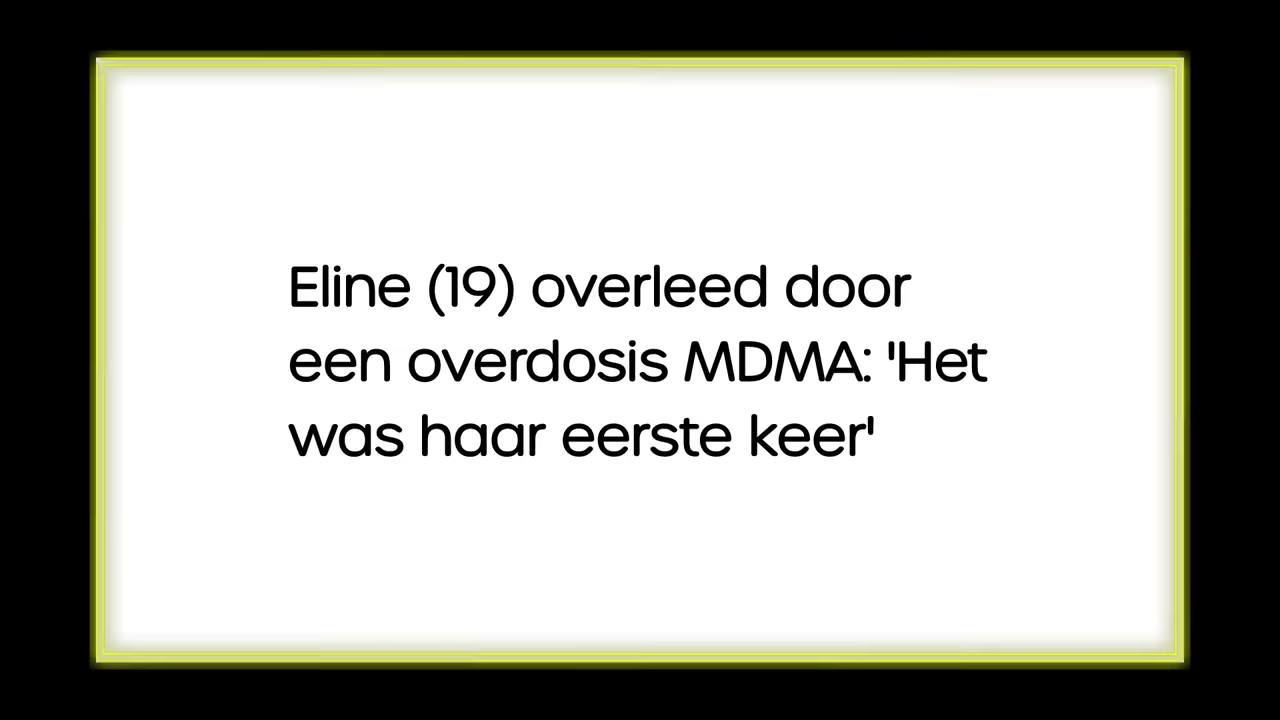 Eline (19) overleed door
een overdosis MDMA: 'Het
was haar eerste keer'